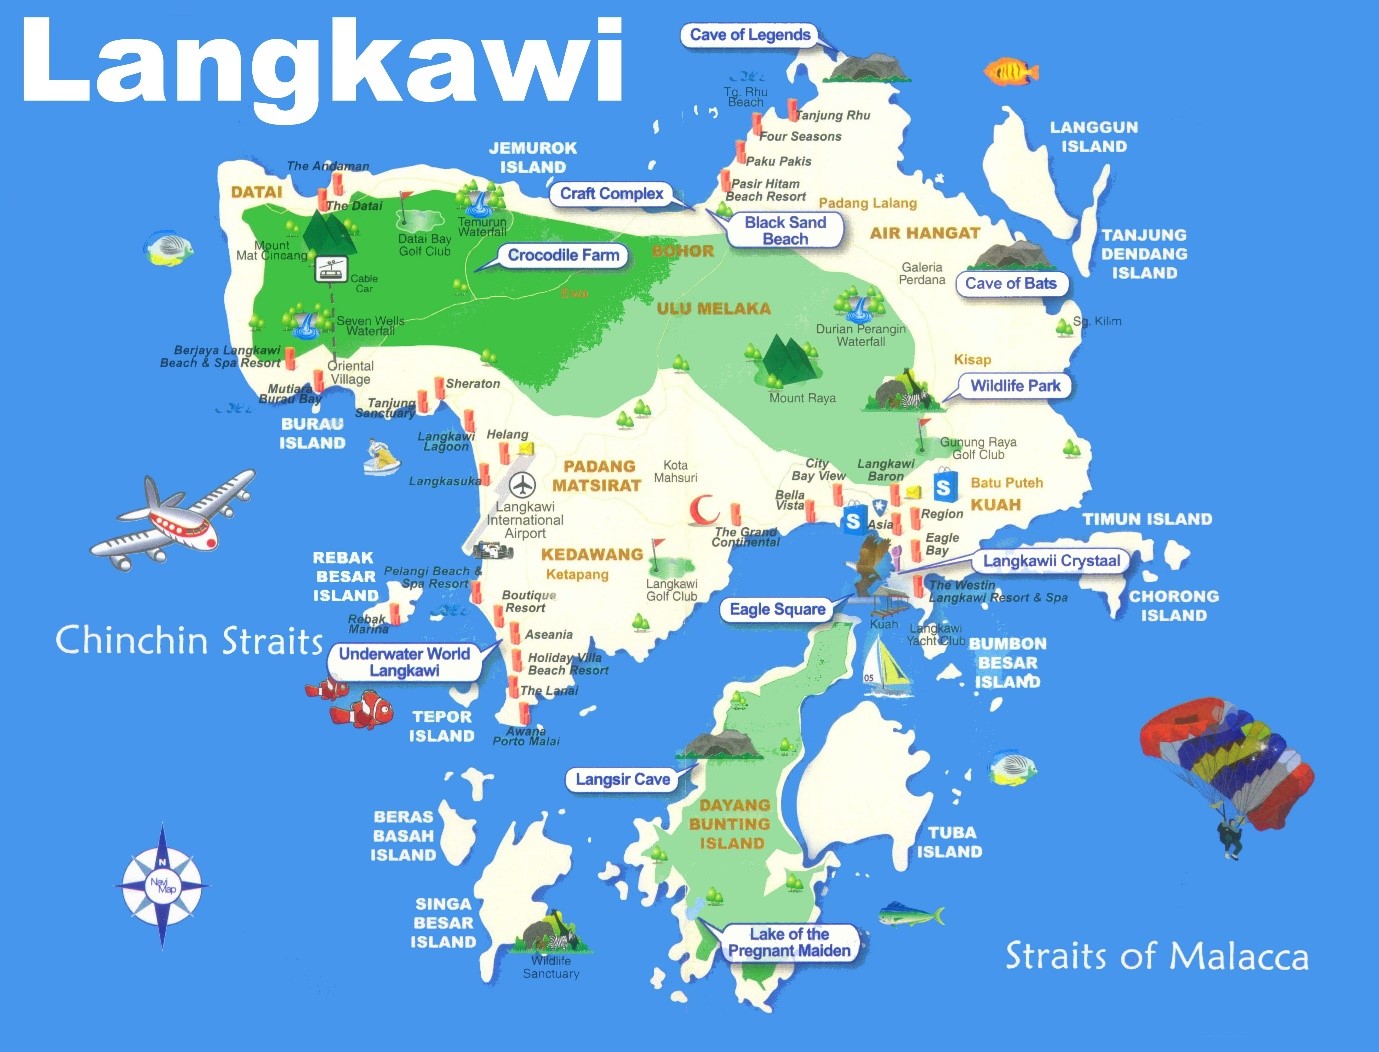 Langkawi
Cave of Legends
Tg. Rhu
Beach
Tanjung Rhu
Four Seasons
LANGGUN
ISLAND
JEMUROK
ISLAND
Paku Pakis
The Andaman
DATAI
Craft Complex
Pasir Hitam
Beach Resort
The Datai
Padang Lalang
Black Sand
Beach
AIR HANGAT
Temurun
Waterfall
Datai Bay
Golf Club
TANJUNG
DENDANG
ISLAND
Mount
Mat Cincang
Crocodile Farm
BOHOR
Galeria
Perdana
Cave of Bats
Cable
Car
Ewa
ULU MELAKA
Seven Wells
Waterfall
Durian Perangin
Waterfall
Sg. Kilim
Berjaya Langkawi
Beach & Spa Resort
Oriental
Village
Kisap
Mutiara
Burau Bay
Sheraton
Wildlife Park
Tanjung
Sanctuary
Mount Raya
BURAU
ISLAND
Langkawi
Lagoon
Helang
Gunung Raya
Golf Club
PADANG
MATSIRAT
Kota
Mahsuri
City
Bay View
Langkawi
Baron
Langkasuka
Batu Puteh
S
KUAH
Bella
Vista
Langkawi
International
Airport
S
Asia
Region
TIMUN ISLAND
The Grand
Continental
Eagle
Bay
KEDAWANG
Ketapang
Langkawii Crystaal
REBAK
BESAR
ISLAND
Pelangi Beach &
Spa Resort
Langkawi
Golf Club
The Westin
Langkawi Resort & Spa
Boutique
Resort
Eagle Square
CHORONG
ISLAND
Rebak
Marina
Kuah
Langkawi
Yacht Club
Chinchin Straits
Aseania
BUMBON
BESAR
ISLAND
Underwater World
Langkawi
Holiday Villa
Beach Resort
05
The Lanai
TEPOR
ISLAND
Awana
Porto Malai
Langsir Cave
DAYANG
BUNTING
ISLAND
BERAS
BASAH
ISLAND
TUBA
ISLAND
N
Navi
Map
SINGA
BESAR
ISLAND
Lake of the
Pregnant Maiden
Wildlife
Sanctuary
Straits of Malacca